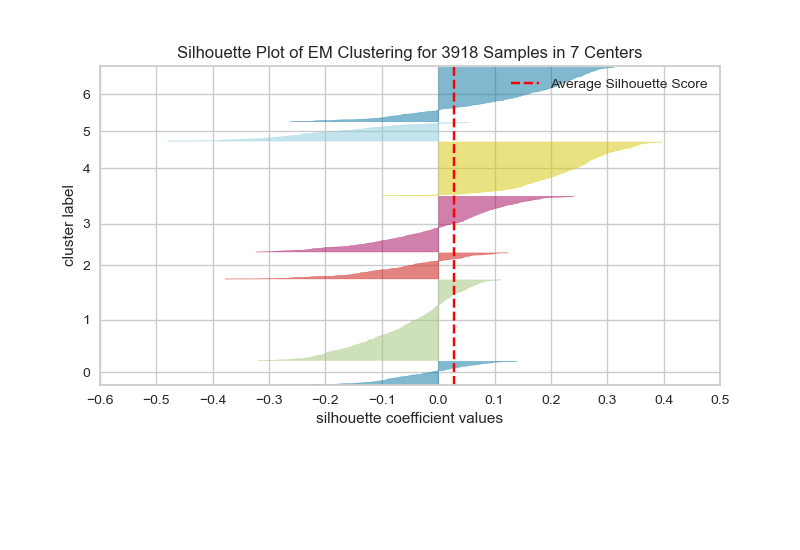 Silhouette Plot of EM Clustering for 3918 Samples in 7 Centers
Average Silhouette Score
6
5
4
3
2
1
0
cluster label
−0.6 −0.5 −0.4 −0.3 −0.2 −0.1 0.0 0.1 0.2 0.3 0.4 0.5
silhouette coefficient values